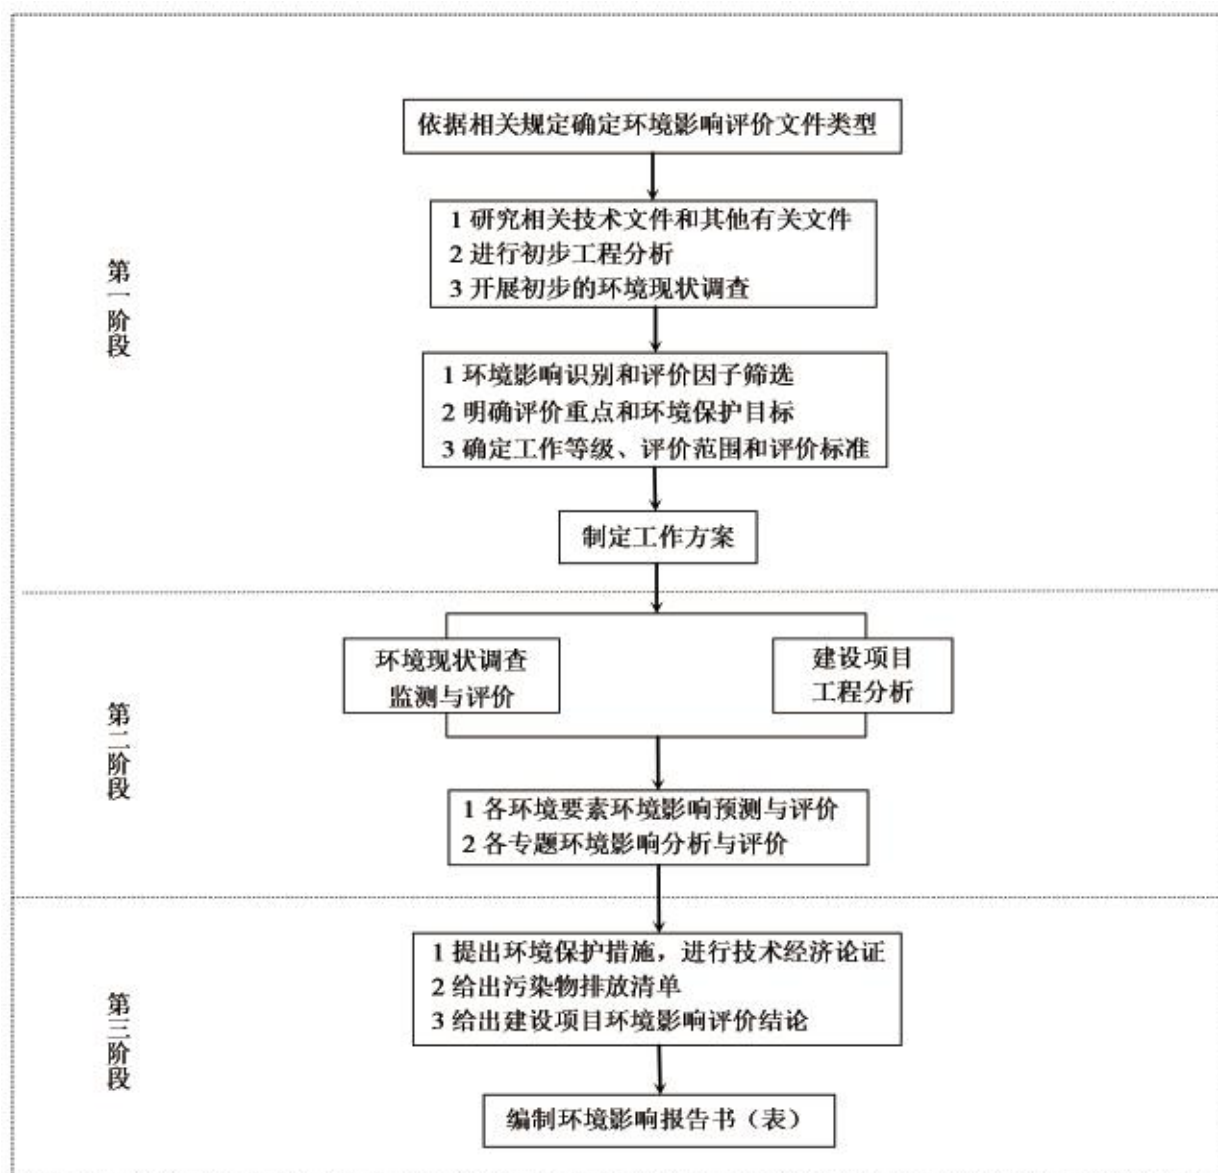 依据相关规定确定环境影响评价文件类型
1 研究相关技术文件和其他有关文件
2 进行初步工程分析
3 开展初步的环境现状调查
第一阶段
1 环境影响识别和评价因子筛选
2 明确评价重点和环境保护目标
3 确定工作等级、评价范围和评价标准
制定工作方案
环境现状调查
监测与评价
建设项目
工程分析
第二阶段
1 各环境要素环境影响预测与评价
2 各专题环境影响分析与评价
1 提出环境保护措施，进行技术经济论证
2 给出污染物排放清单
3 给出建设项目环境影响评价结论
第三阶段
编制环境影响报告书（表）